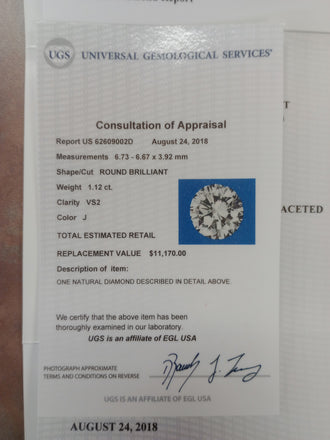 Report
UGS UNIVERSAL GEMOLOGICAL SERVICES
Consultation of Appraisal
Report US 62609002D August 24, 2018
Measurements 6.73 - 6.67 x 3.92 mm
Shape/Cut ROUND BRILLIANT
Weight 1.12 ct.
Clarity VS2
Color J
ACETED
TOTAL ESTIMATED RETAIL
REPLACEMENT VALUE $11,170.00
Description of item:
ONE NATURAL DIAMOND DESCRIBED IN DETAIL ABOVE
We certify that the above item has been
thoroughly examined in our laboratory.
UGS is an affiliate of EGL USA
PHOTOGRAPH APPROXIMATE
TERMS AND CONDITIONS ON REVERSE
UGS IS AN AFFILIATE OF EGL USA
AUGUST 24, 2018